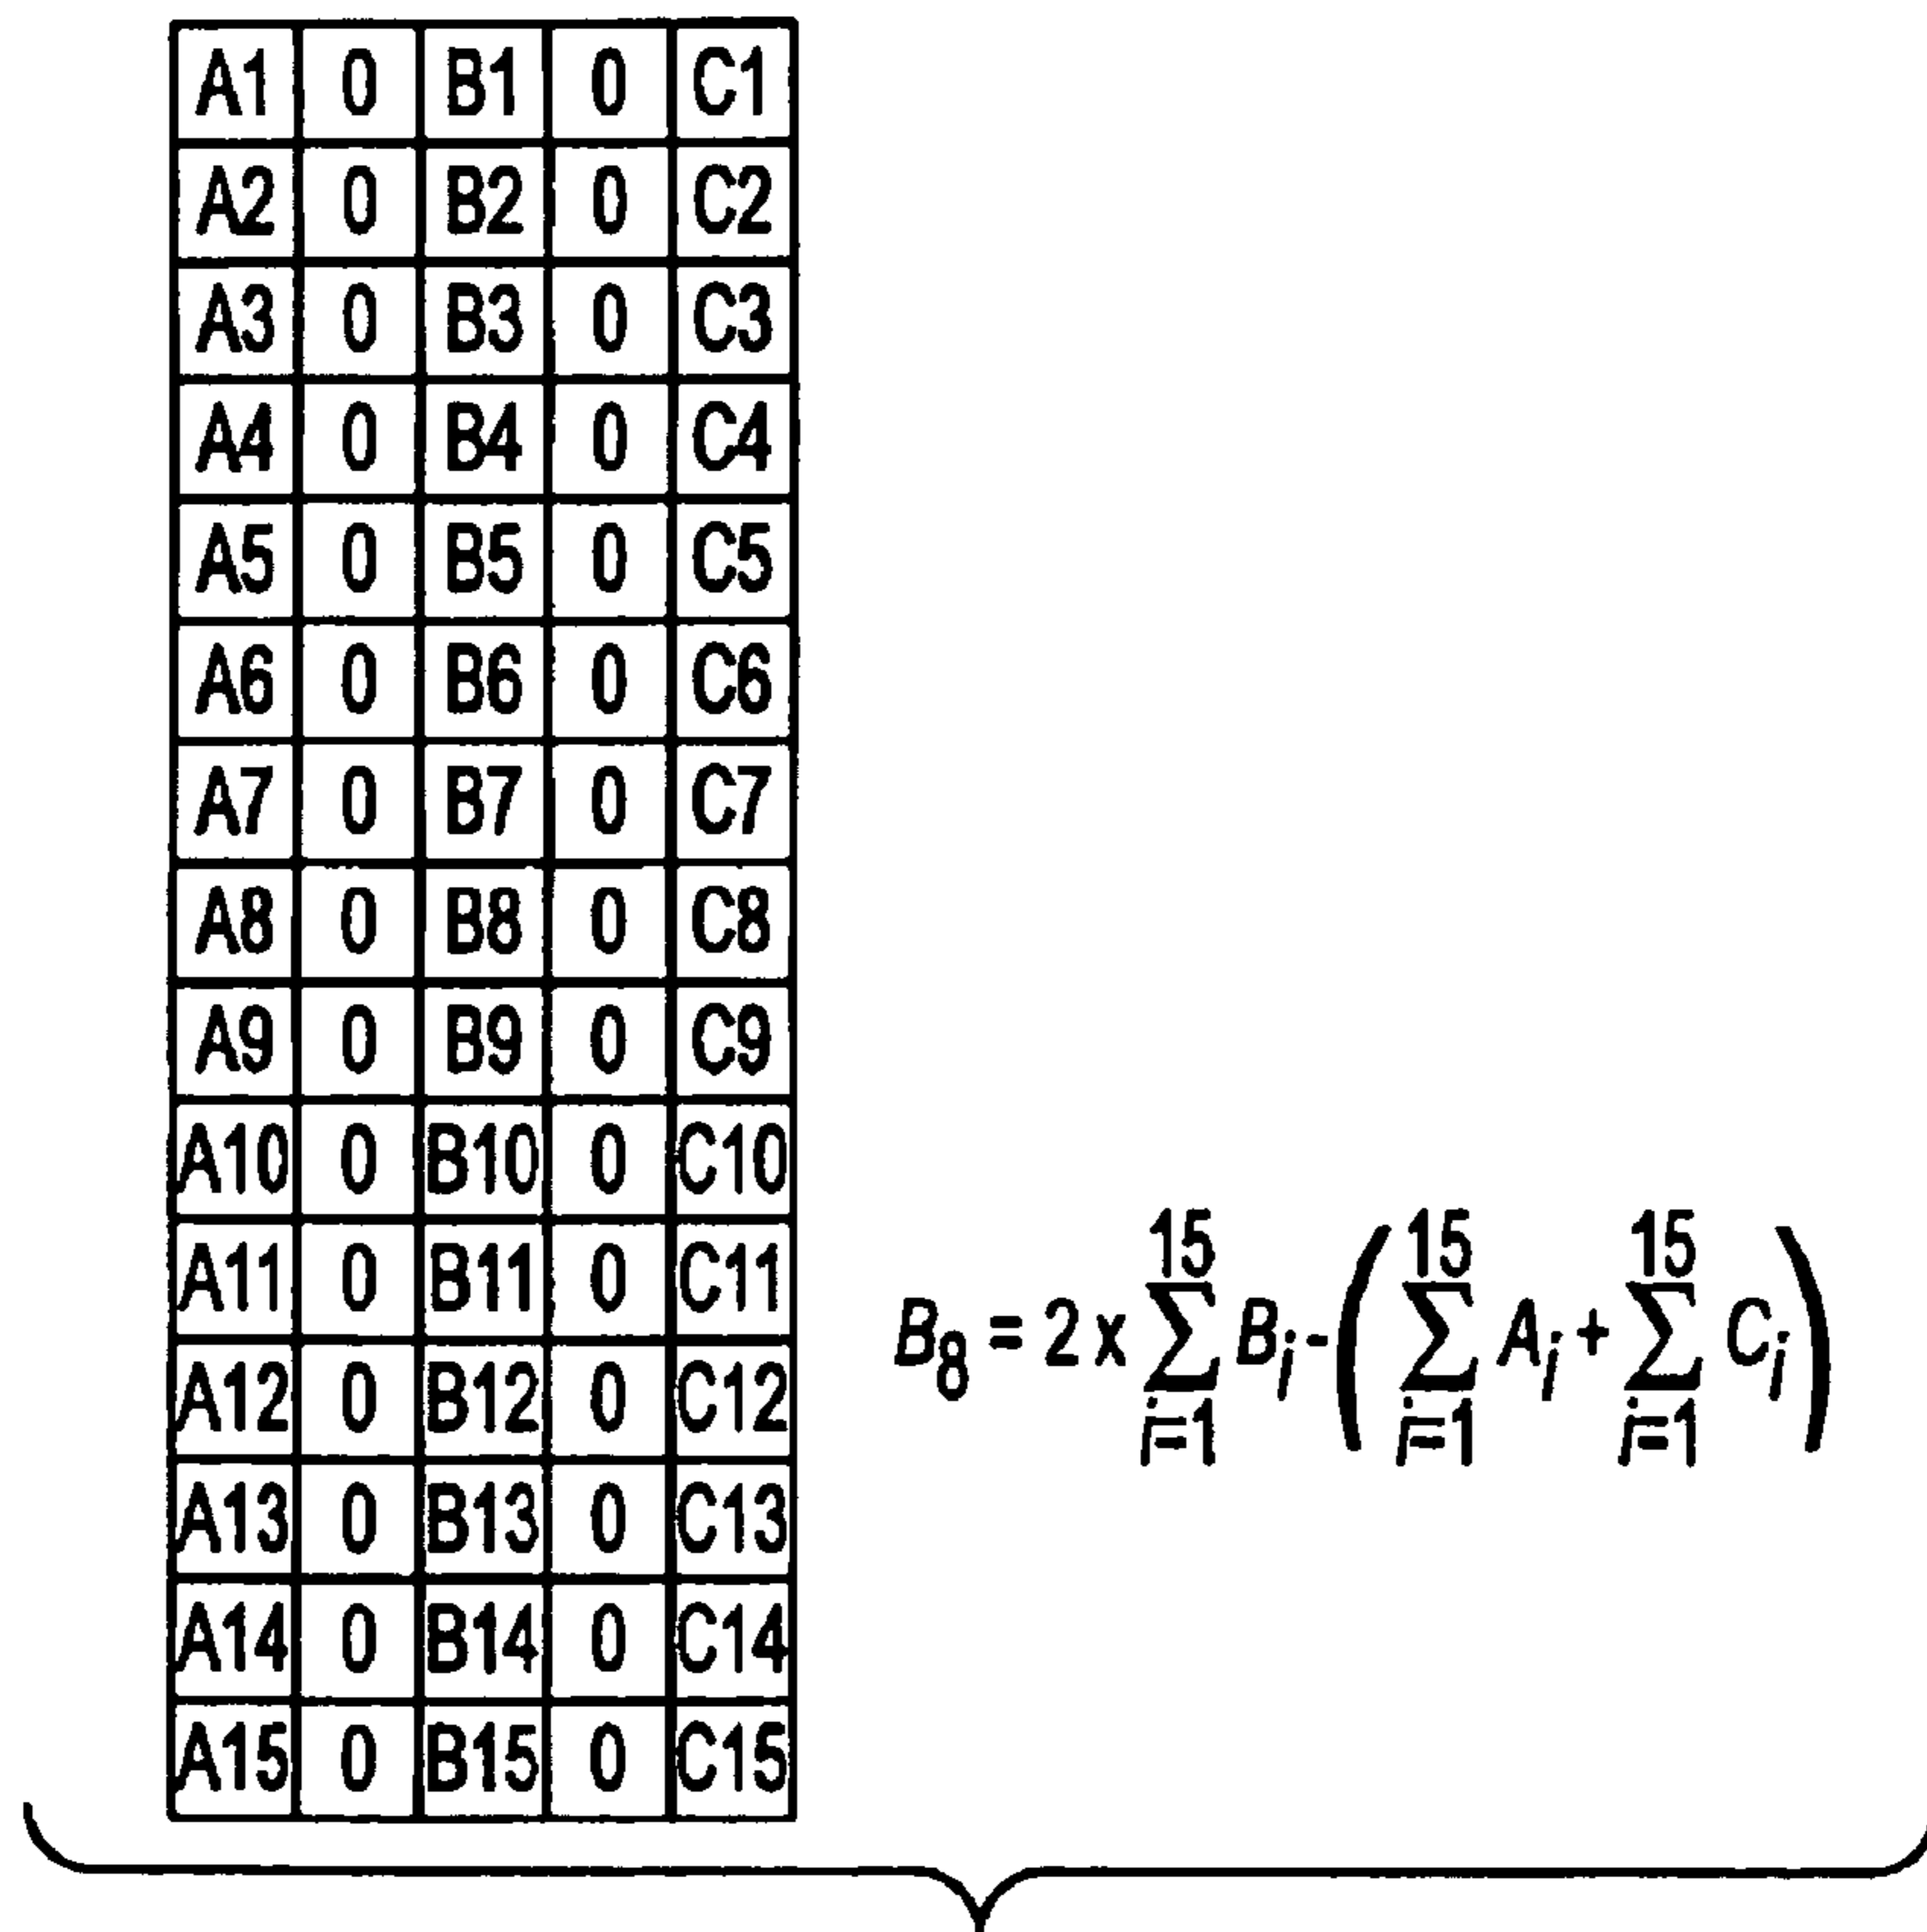 A1 0 B1 0 C1
A2 0 B2 0 C2
A3 0 B3 0 C3
A4 0 B4 0 C4
A5 0 B5 0 C5
A6 0 B6 0 C6
A7 0 B7 0 C7
A8 0 B8 0 C8
A9 0 B9 0 C9
A10 0 B10 0 C10
A11 0 B11 0 C11
A12 0 B12 0 C12
A13 0 B13 0 C13
A14 0 B14 0 C14
A15 0 B15 0 C15
15 15 15
B8 = 2 x ∑ Bi - ( ∑ Ai + ∑ Ci )
i=1 i=1 i=1